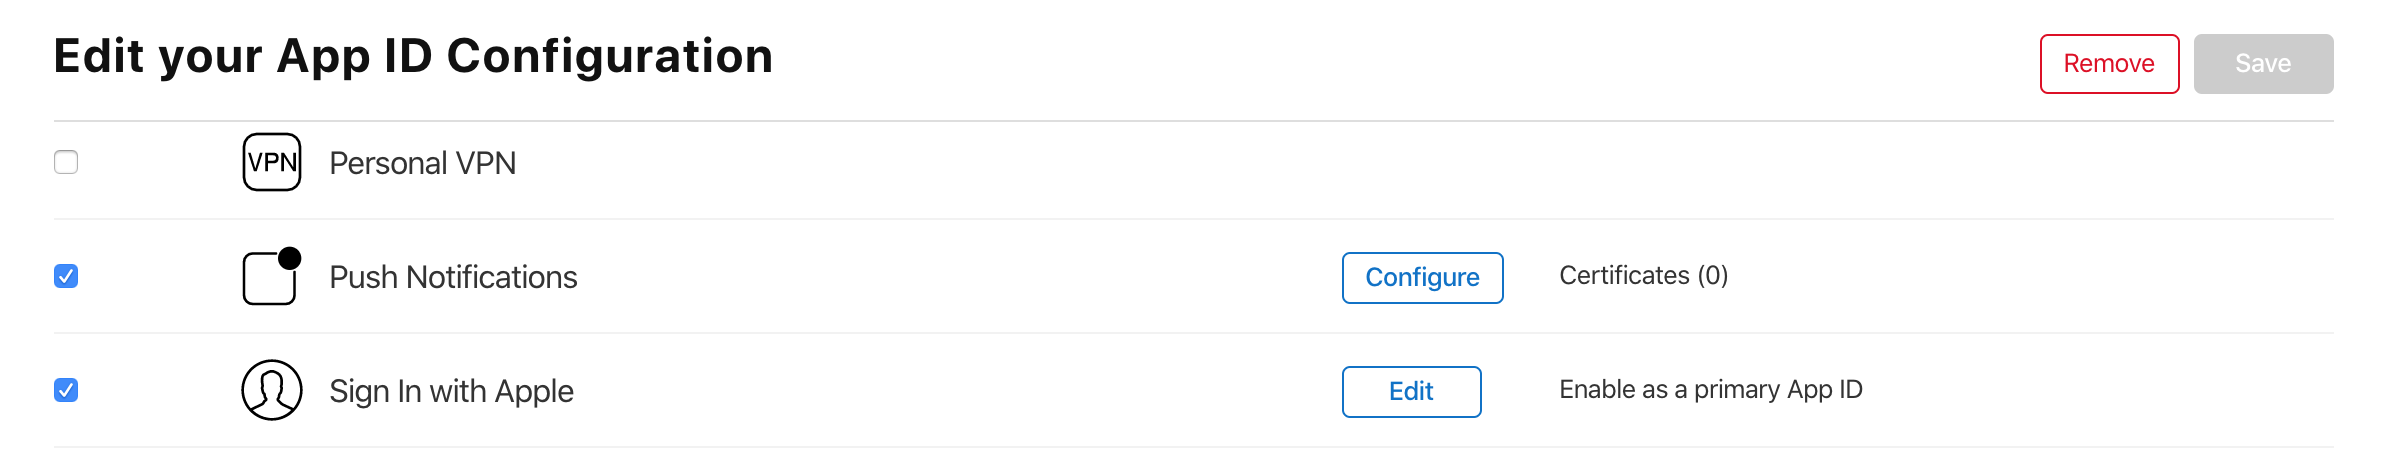 Edit your App ID Configuration
Remove
Save
VPN
Personal VPN
Push Notifications
Configure
Certificates (0)
Sign In with Apple
Edit
Enable as a primary App ID